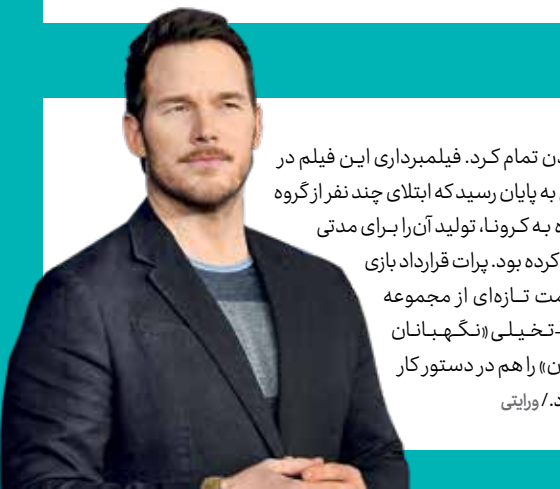 دن تمام کرد. فیلمبرداری این فیلم در
به پایان رسید که ابتلای چند نفر از گروه
به کرونا، تولید آن را برای مدتی
کرده بود. پرات قرارداد بازی
تازه‌ای از مجموعه
-تخیلی «نگهبانان
ن» را هم در دستور کار
د./ ورایتی